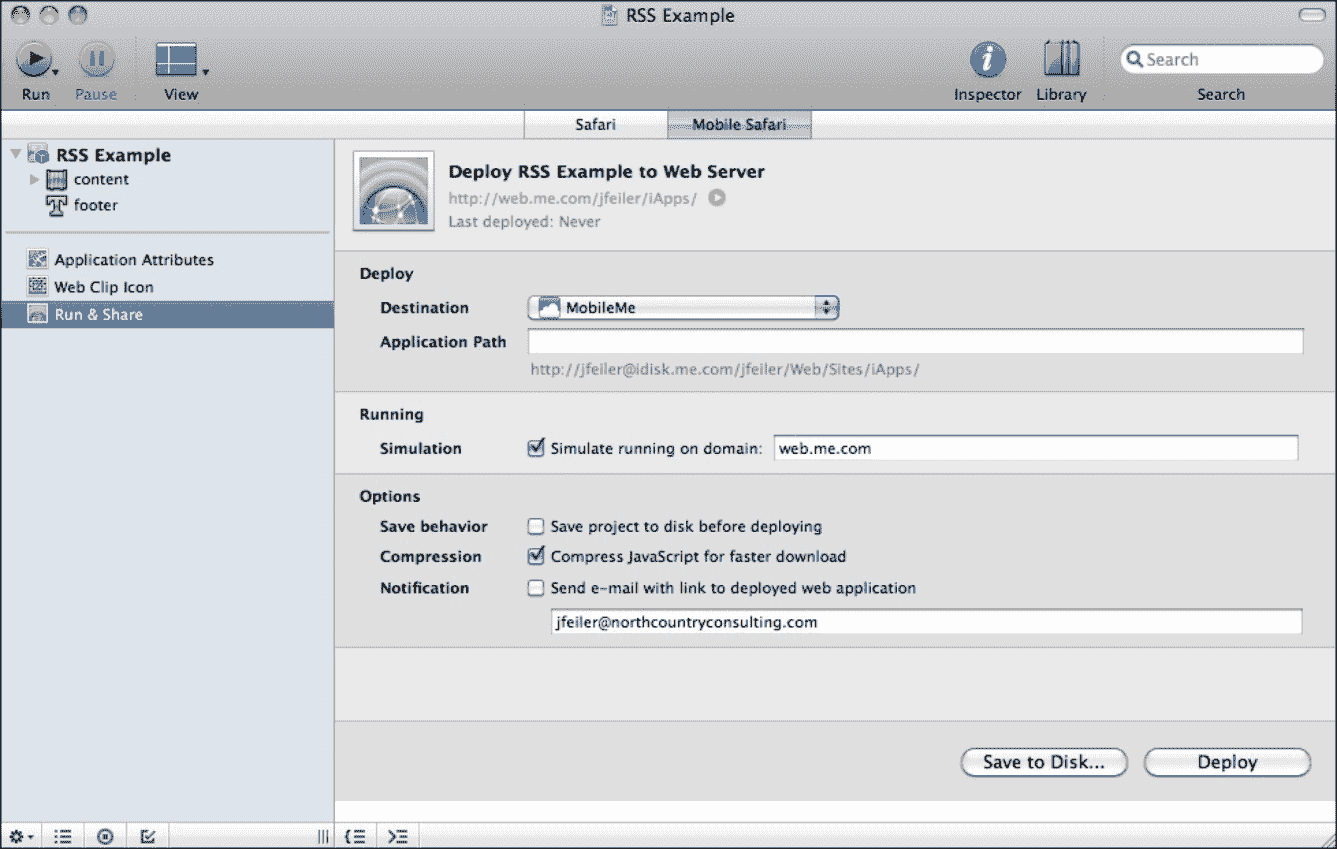 RSS Example
Run
Pause
View
Inspector
Library
Search
Search
Safari
Mobile Safari
RSS Example
content
footer
Application Attributes
Web Clip Icon
Run & Share
Deploy RSS Example to Web Server
http://web.me.com/jfeiler/iApps/
Last deployed: Never
Deploy
Destination MobileMe
Application Path
http://jfeiler@idisk.me.com/jfeiler/Web/Sites/iApps/
Running
Simulation Simulate running on domain: web.me.com
Options
Save behavior Save project to disk before deploying
Compression Compress JavaScript for faster download
Notification Send e-mail with link to deployed web application
jfeiler@northcountryconsulting.com
Save to Disk... Deploy